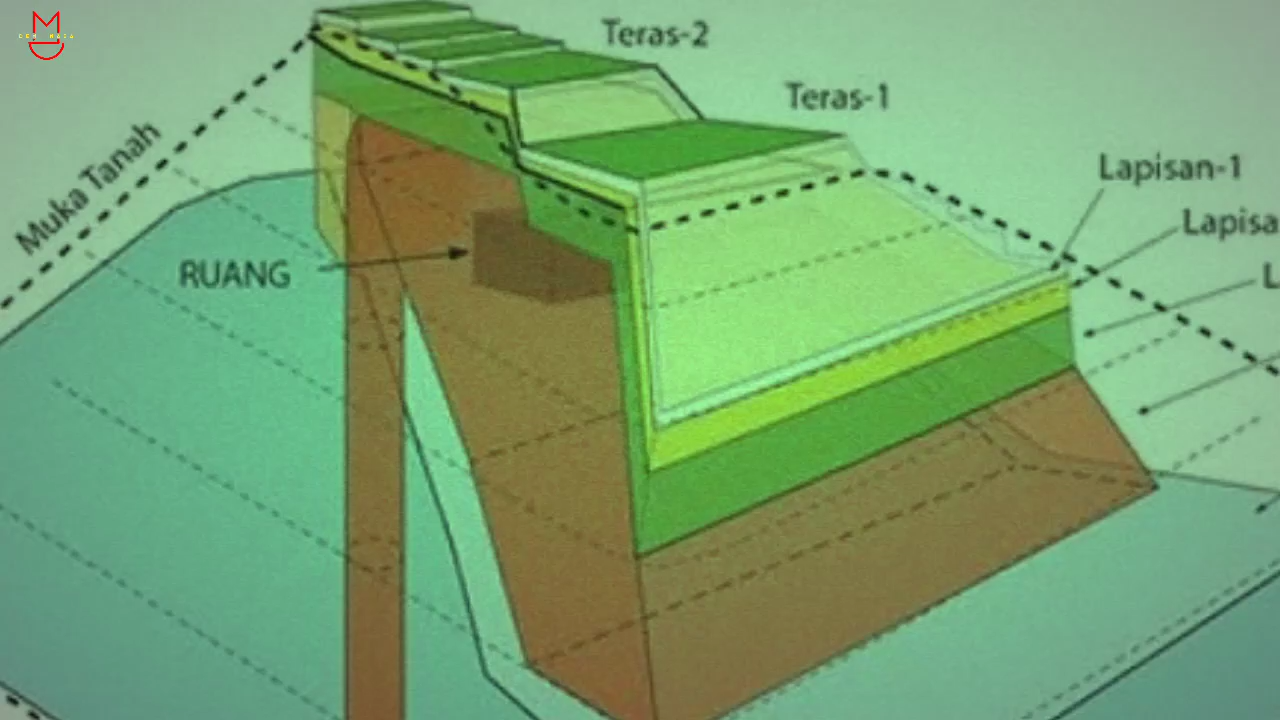 Teras-2
Teras-1
Muka Tanah
Lapisan-1
Lapisa
RUANG
L